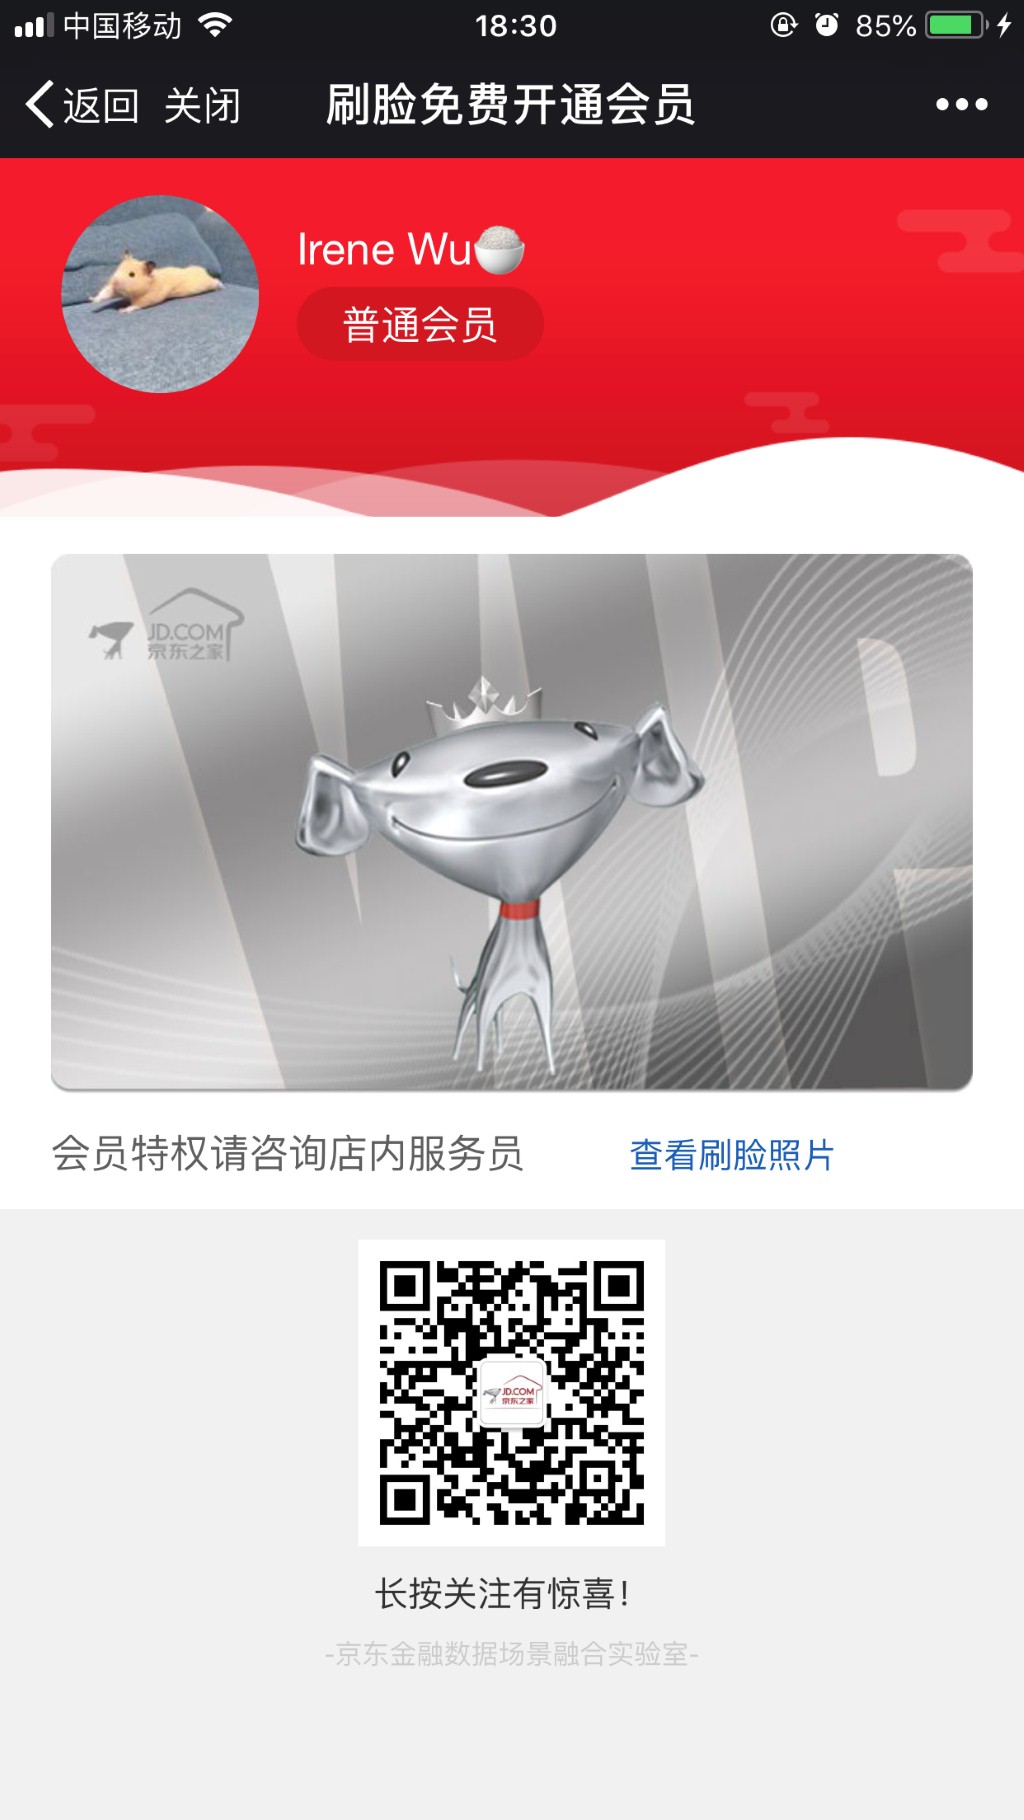 中国移动 18:30 85%
返回 关闭 刷脸免费开通会员
Irene Wu
普通会员
JD.COM
京东之家
会员特权请咨询店内服务员 查看刷脸照片
JD.COM
京东之家
长按关注有惊喜！
-京东金融数据场景融合实验室-